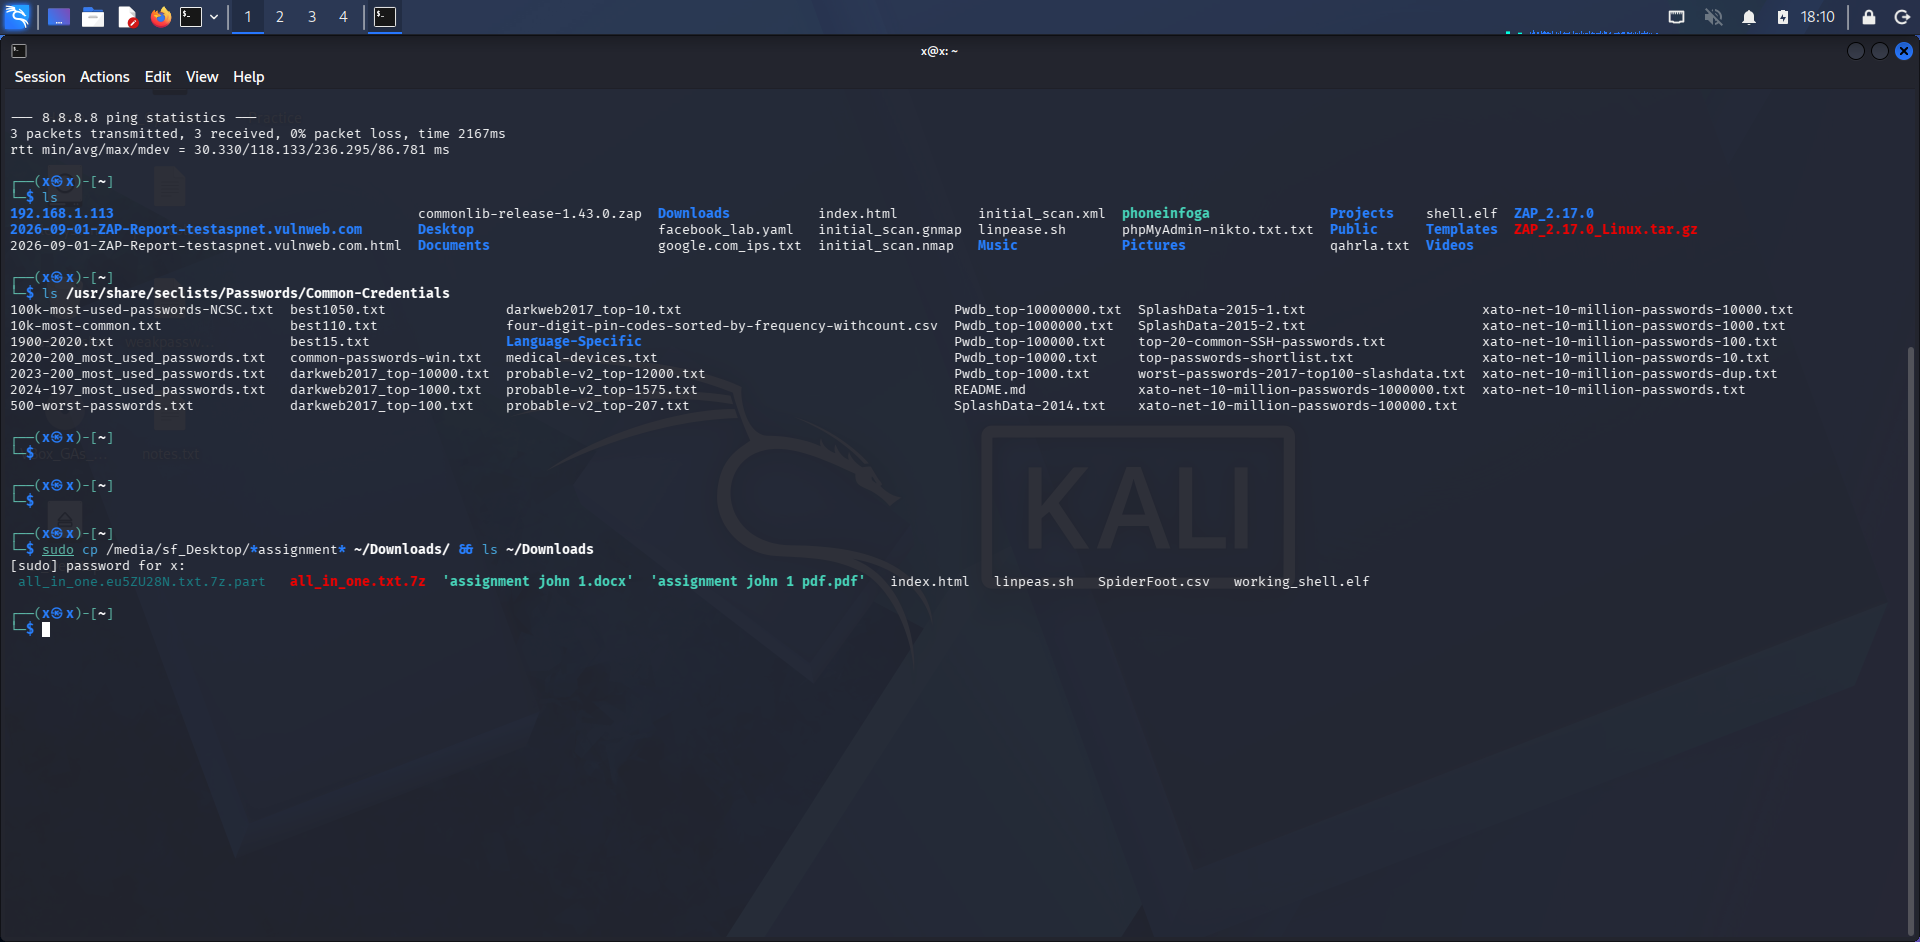 1 2 3 4 18:10
x@x: ~
Session Actions Edit View Help
— 8.8.8.8 ping statistics —
3 packets transmitted, 3 received, 0% packet loss, time 2167ms
rtt min/avg/max/mdev = 30.330/118.133/236.295/86.781 ms
┌──(x㉿x)-[~]
└─$ ls
192.168.1.113 commonlib-release-1.43.0.zap Downloads index.html initial_scan.xml phoneinfoga Projects shell.elf ZAP_2.17.0
2026-09-01-ZAP-Report-testaspnet.vulnweb.com Desktop facebook_lab.yaml initial_scan.gnmap linpease.sh phpMyAdmin-nikto.txt.txt Public Templates ZAP_2.17.0_Linux.tar.gz
2026-09-01-ZAP-Report-testaspnet.vulnweb.com.html Documents google.com_ips.txt initial_scan.nmap Music Pictures qahrla.txt Videos
┌──(x㉿x)-[~]
└─$ ls /usr/share/seclists/Passwords/Common-Credentials
100k-most-used-passwords-NCSC.txt best1050.txt darkweb2017_top-10.txt Pwdb_top-10000000.txt SplashData-2015-1.txt xato-net-10-million-passwords-10000.txt
10k-most-common.txt best110.txt four-digit-pin-codes-sorted-by-frequency-withcount.csv Pwdb_top-1000000.txt SplashData-2015-2.txt xato-net-10-million-passwords-1000.txt
1900-2020.txt best15.txt Language-Specific Pwdb_top-100000.txt top-20-common-SSH-passwords.txt xato-net-10-million-passwords-100.txt
2020-200_most_used_passwords.txt common-passwords-win.txt medical-devices.txt Pwdb_top-10000.txt top-passwords-shortlist.txt xato-net-10-million-passwords-10.txt
2023-200_most_used_passwords.txt darkweb2017_top-10000.txt probable-v2_top-12000.txt Pwdb_top-1000.txt worst-passwords-2017-top100-slashdata.txt xato-net-10-million-passwords-dup.txt
2024-197_most_used_passwords.txt darkweb2017_top-1000.txt probable-v2_top-1575.txt README.md xato-net-10-million-passwords-1000000.txt xato-net-10-million-passwords.txt
500-worst-passwords.txt darkweb2017_top-100.txt probable-v2_top-207.txt SplashData-2014.txt xato-net-10-million-passwords-100000.txt
┌──(x㉿x)-[~]
└─$
notes.txt
KALI
┌──(x㉿x)-[~]
└─$
┌──(x㉿x)-[~]
└─$ sudo cp /media/sf_Desktop/*assignment* ~/Downloads/ && ls ~/Downloads
[sudo] password for x:
all_in_one.eu5ZU28N.txt.7z.part all_in_one.txt.7z 'assignment john 1.docx' 'assignment john 1 pdf.pdf' index.html linpeas.sh SpiderFoot.csv working_shell.elf
┌──(x㉿x)-[~]
└─$